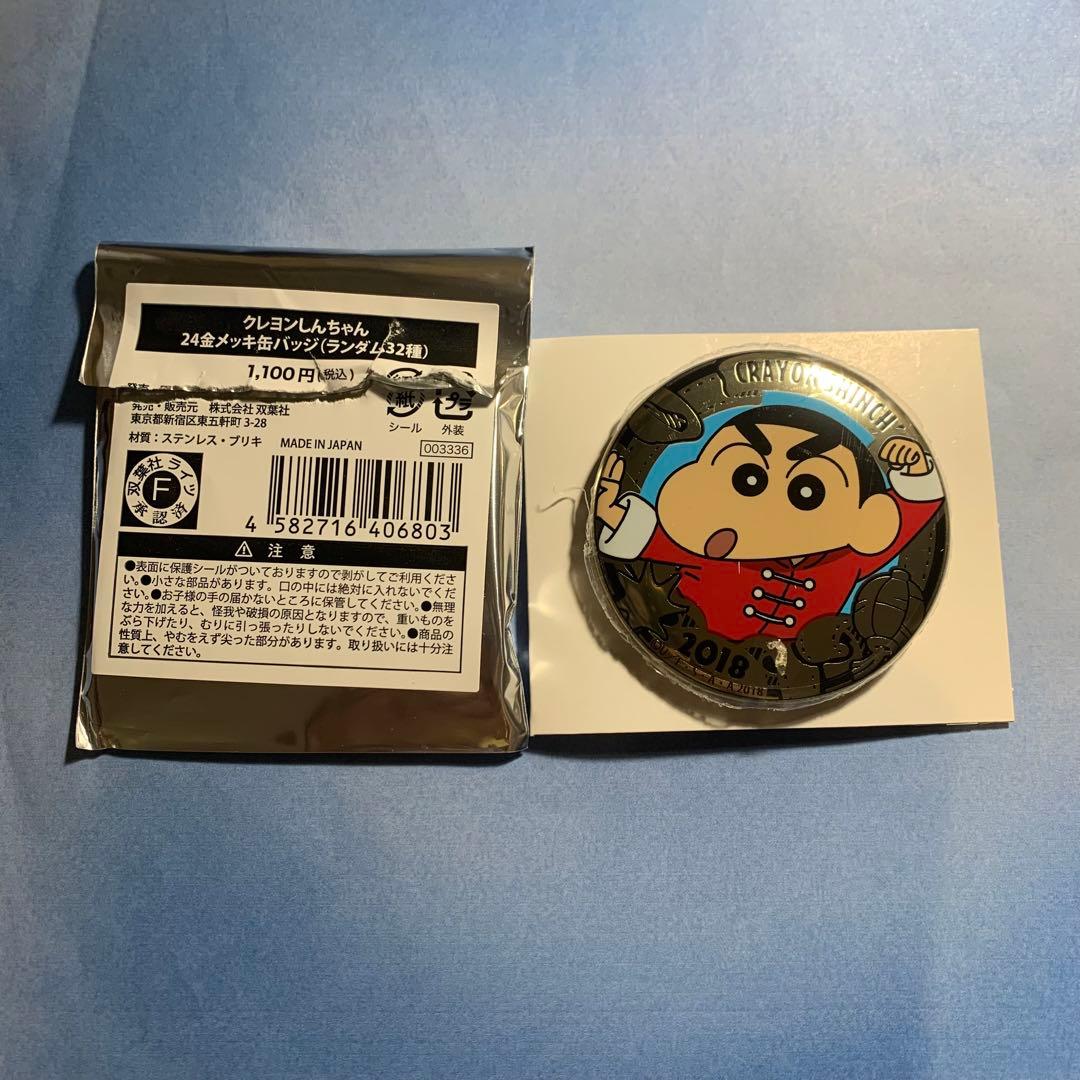 クレヨンしんちゃん
24金メッキ缶バッジ(ランダム32種)
1,100円(税込)
紙
シール
外装
発売・販売元 株式会社 双葉社
東京都新宿区東五軒町 3-28
材質:ステンレス・ブリキ MADE IN JAPAN
003336
双葉社ライツ
F
承認済
4 582716 406803
注 意
●表面に保護シールがついておりますので剥がしてご利用くださ
い。●小さな部品があります。口の中には絶対に入れないでくだ
さい。●お子様の手の届かないところに保管してください。●無理
な力を加えると、怪我や破損の原因となりますので、重いものを
ぶら下げたり、むりに引っ張ったりしないでください。●商品の
性質上、やむをえず尖った部分があります。取り扱いには十分注
意してください。
CRAYON SHINCH
2018
A2018